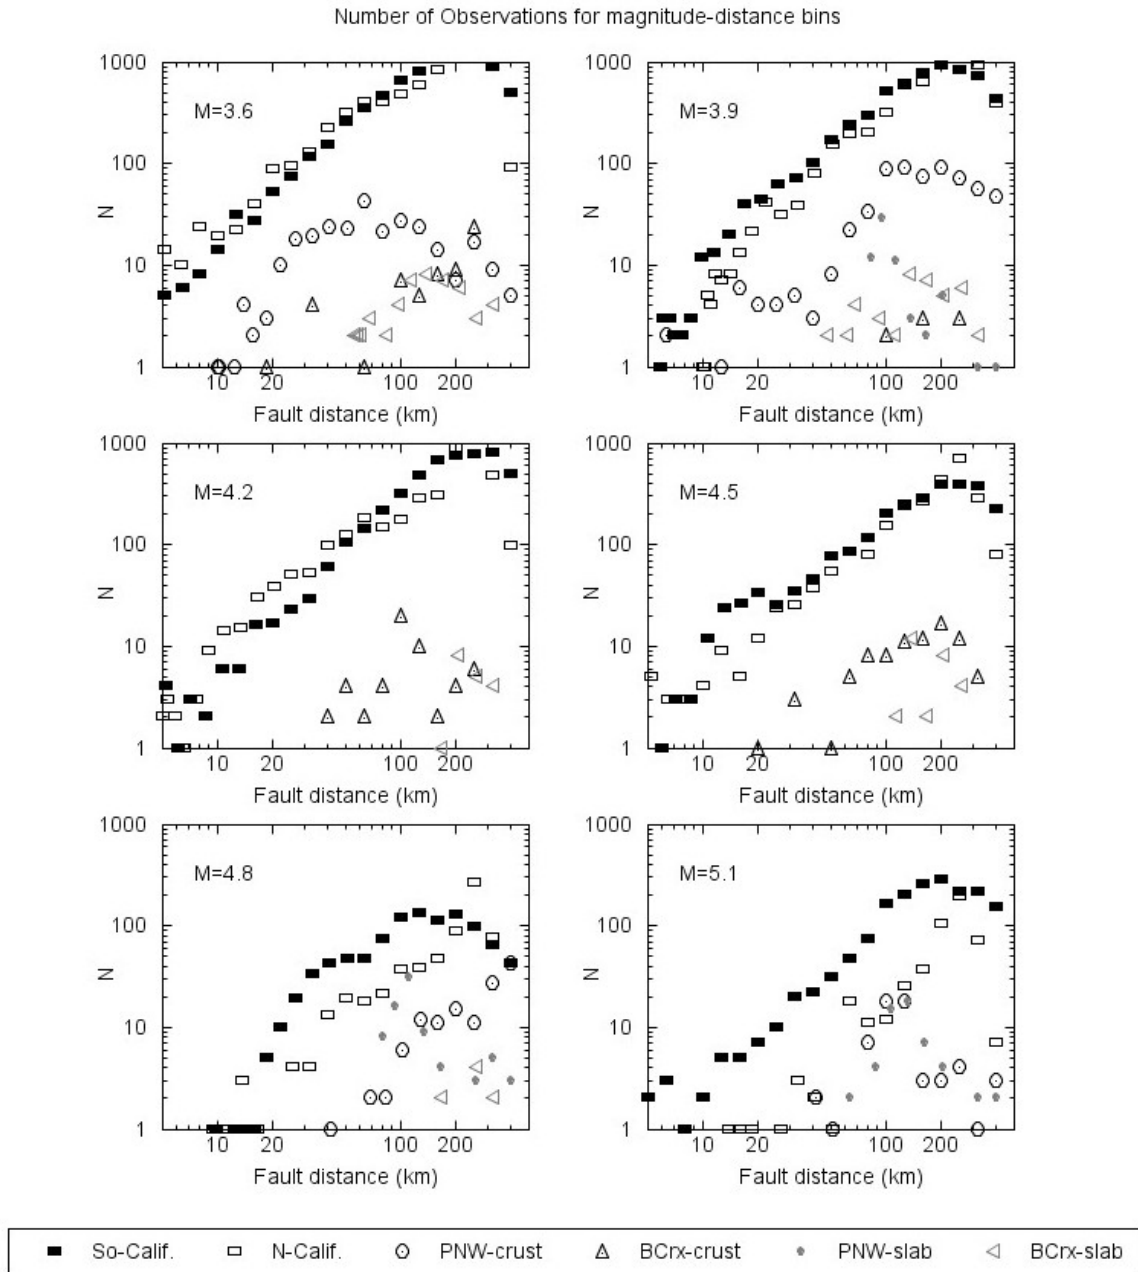 Number of Observations for magnitude-distance bins
1000
100
10
1
N
M=3.6
10 20 100 200
Fault distance (km)
1000
100
10
1
N
M=3.9
10 20 100 200
Fault distance (km)
1000
100
10
1
N
M=4.2
10 20 100 200
Fault distance (km)
1000
100
10
1
N
M=4.5
10 20 100 200
Fault distance (km)
1000
100
10
1
N
M=4.8
10 20 100 200
Fault distance (km)
1000
100
10
1
N
M=5.1
10 20 100 200
Fault distance (km)
So-Calif. N-Calif. PNW-crust BCrx-crust PNW-slab BCrx-slab